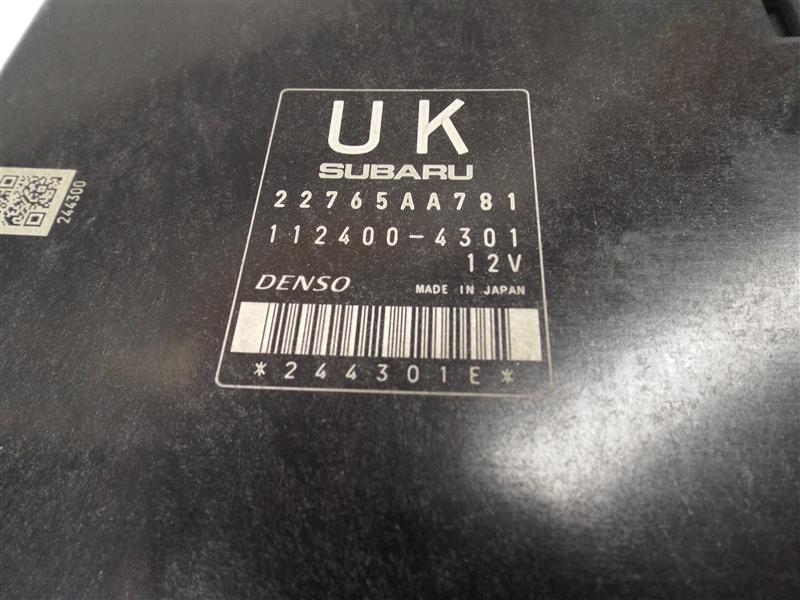 UK
SUBARU
22765AA781
112400-4301
12V
DENSO MADE IN JAPAN
*244301E*
244300